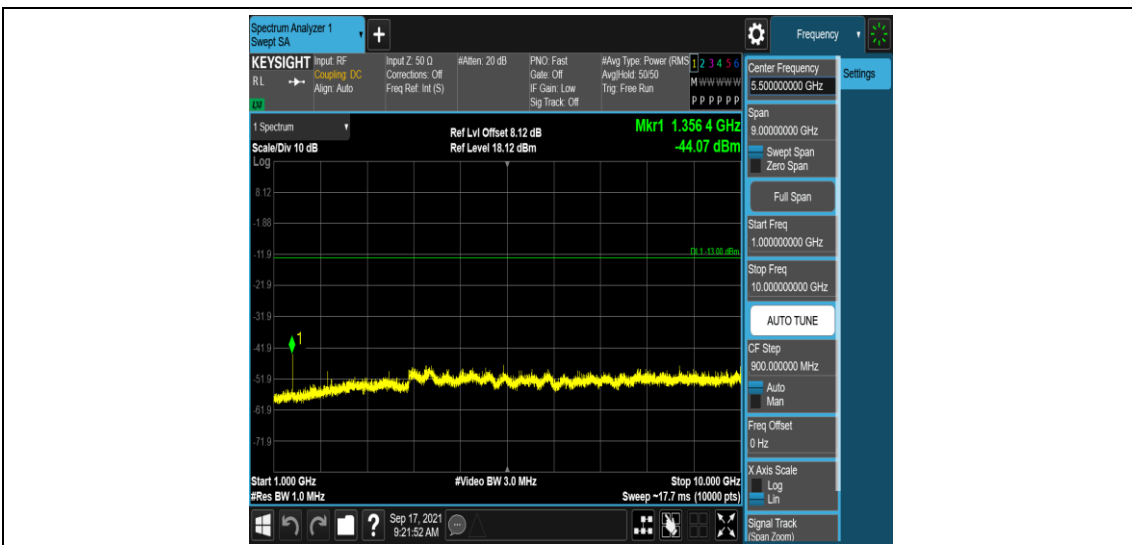 Spectrum Analyzer 1
Swept SA
+
Frequency
KEYSIGHT
RL
LXI
Input: RF
Coupling: DC
Align: Auto
Input Z: 50 Ω
Corrections: Off
Freq Ref: Int (S)
#Atten: 20 dB
PNO: Fast
Gate: Off
IF Gain: Low
Sig Track: Off
#Avg Type: Power (RMS
Avg|Hold: 50/50
Trig: Free Run
1 2 3 4 5 6
M W W W W W
P P P P P P
1 Spectrum
Scale/Div 10 dB
Log
Ref Lvl Offset 8.12 dB
Ref Level 18.12 dBm
Mkr1 1.356 4 GHz
-44.07 dBm
8.12
-1.88
-11.9
DL1 -13.00 dBm
-21.9
-31.9
1
-41.9
-51.9
-61.9
-71.9
Start 1.000 GHz
#Res BW 1.0 MHz
#Video BW 3.0 MHz
Stop 10.000 GHz
Sweep ~17.7 ms (10000 pts)
?
Sep 17, 2021
9:21:52 AM
Center Frequency
5.500000000 GHz
Settings
Span
9.00000000 GHz
Swept Span
Zero Span
Full Span
Start Freq
1.000000000 GHz
Stop Freq
10.000000000 GHz
AUTO TUNE
CF Step
900.000000 MHz
Auto
Man
Freq Offset
0 Hz
X Axis Scale
Log
Lin
Signal Track
(Span Zoom)